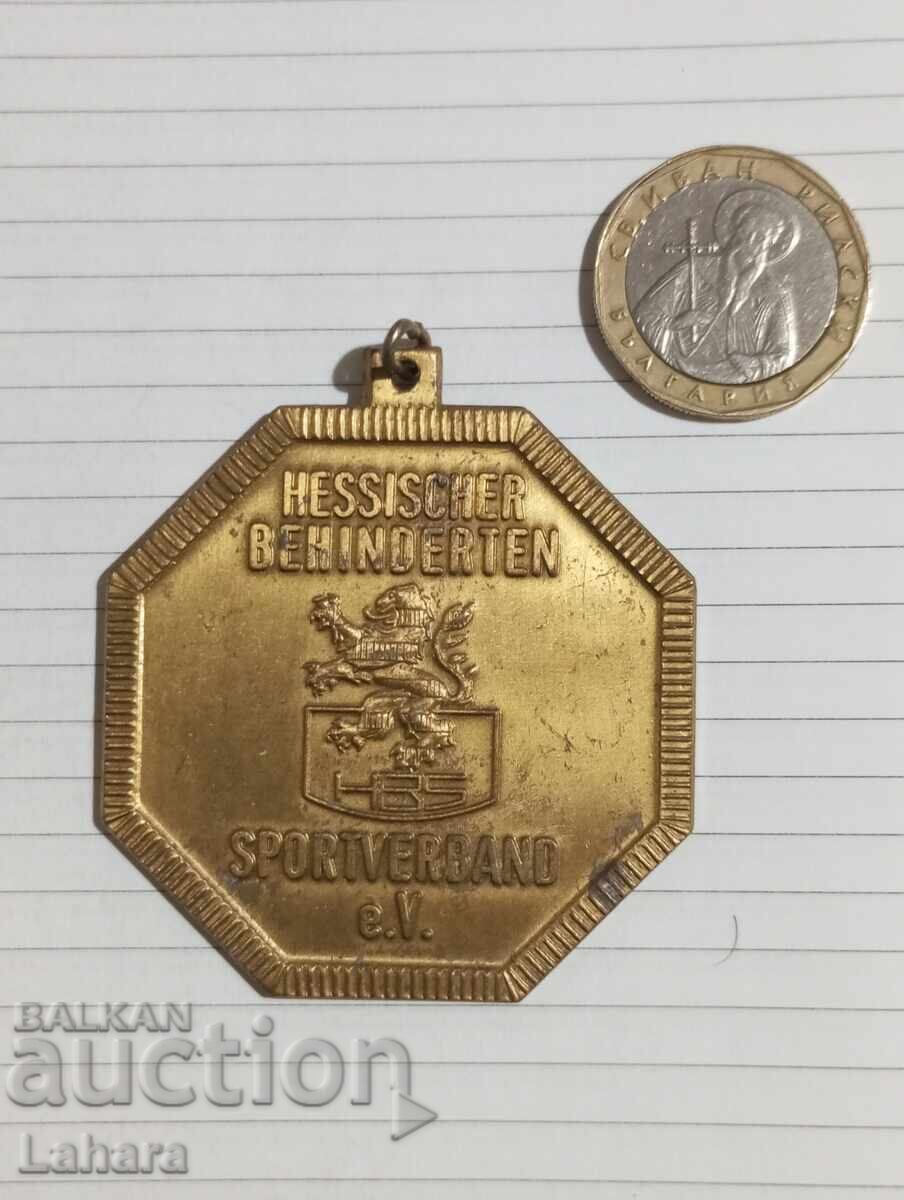 СВ. ИВАН РИЛСКИ
БЪЛГАРИЯ
HESSISCHER
BEHINDERTEN
HBS
SPORTVERBAND
e.V.
BALKAN
auction
Lahara